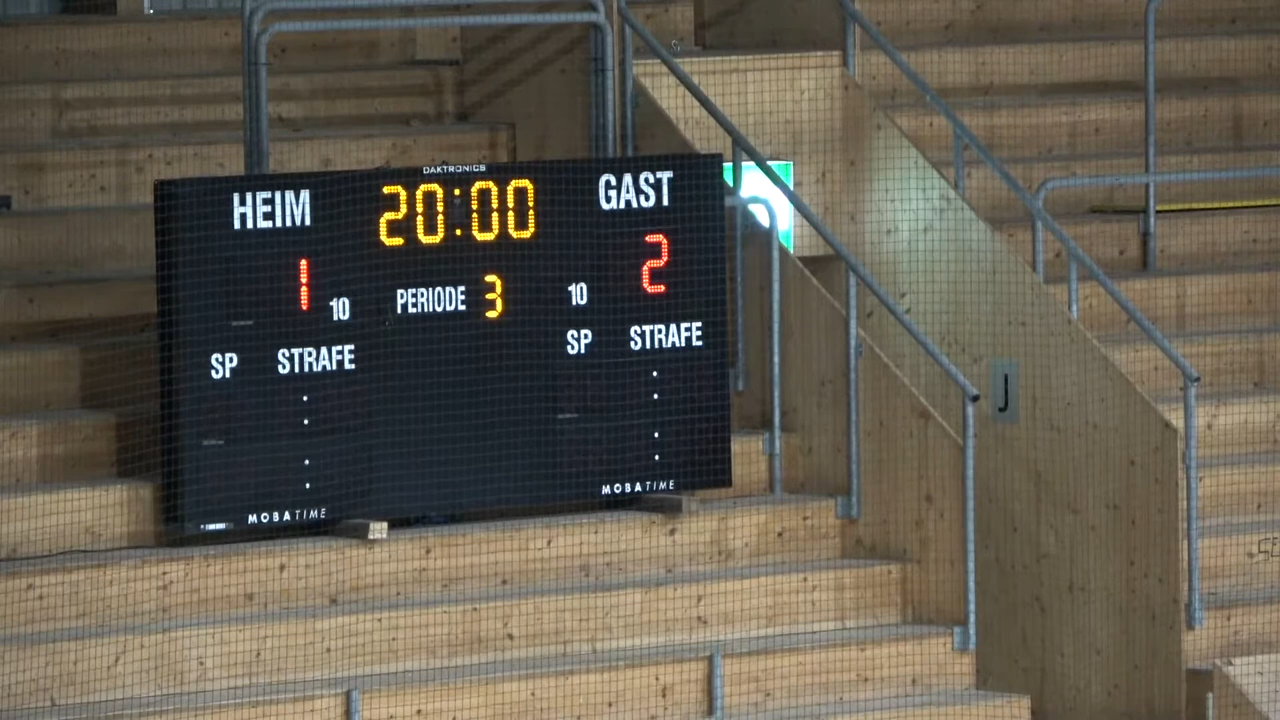 DAKTRONICS
HEIM 20:00 GAST
1 10 PERIODE 3 10 2
SP STRAFE SP STRAFE
MOBATIME MOBATIME
J